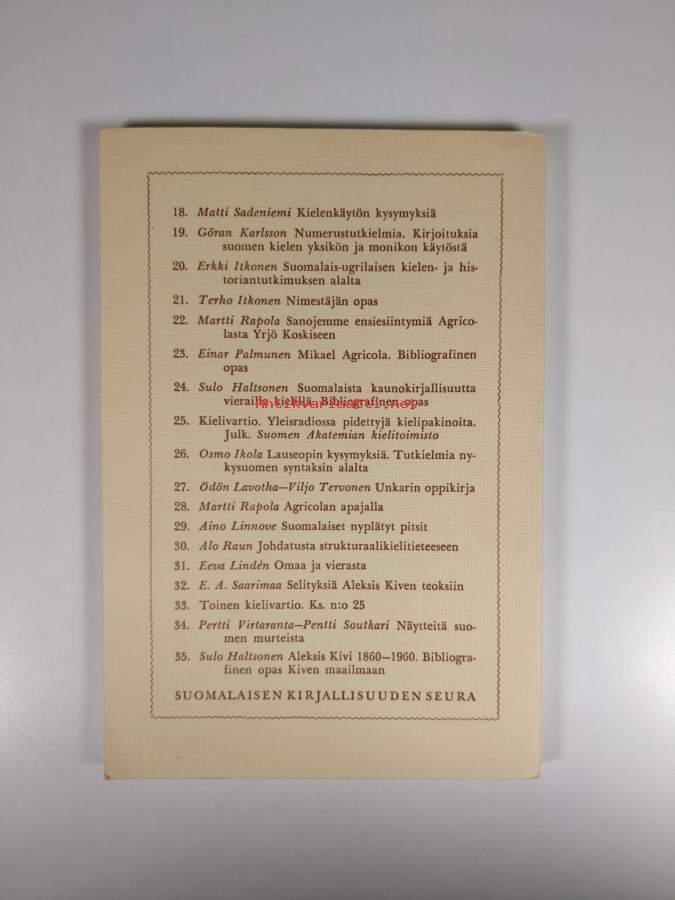 18. Matti Sadeniemi Kielenkäytön kysymyksiä
19. Göran Karlsson Numerustutkielmia. Kirjoituksia
suomen kielen yksikön ja monikon käytöstä
20. Erkki Itkonen Suomalais-ugrilaisen kielen- ja his-
toriantutkimuksen alalta
21. Terho Itkonen Nimestäjän opas
22. Martti Rapola Sanojemme ensiesiintymiä Agrico-
lasta Yrjö Koskiseen
23. Einar Palmunen Mikael Agricola. Bibliografinen
opas
24. Sulo Haltsonen Suomalaista kaunokirjallisuutta
vierailla kielillä. Bibliografinen opas
Antikvariaatti.net
25. Kielivartio. Yleisradiossa pidettyjä kielipakinoita.
Julk. Suomen Akatemian kielitoimisto
26. Osmo Ikola Lauseopin kysymyksiä. Tutkielmia ny-
kysuomen syntaksin alalta
27. Ödön Lavotha—Viljo Tervonen Unkarin oppikirja
28. Martti Rapola Agricolan apajalla
29. Aino Linnove Suomalaiset nyplätyt pitsit
30. Alo Raun Johdatusta strukturaalikielitieteeseen
31. Eeva Lindén Omaa ja vierasta
32. E. A. Saarimaa Selityksiä Aleksis Kiven teoksiin
33. Toinen kielivartio. Ks. n:o 25
34. Pertti Virtaranta—Pentti Soutkari Näytteitä suo-
men murteista
35. Sulo Haltsonen Aleksis Kivi 1860—1960. Bibliogra-
finen opas Kiven maailmaan
SUOMALAISEN KIRJALLISUUDEN SEURA